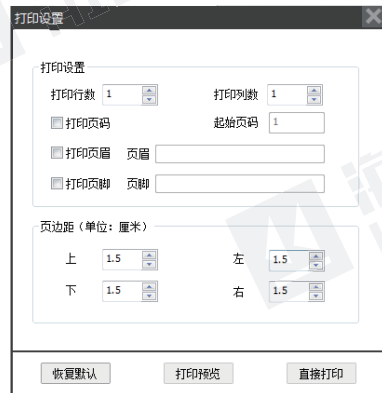 打印设置
打印设置
打印行数 1 打印列数 1
打印页码 起始页码 1
打印页眉 页眉
打印页脚 页脚
页边距（单位：厘米）
上 1.5 左 1.5
下 1.5 右 1.5
恢复默认 打印预览 直接打印